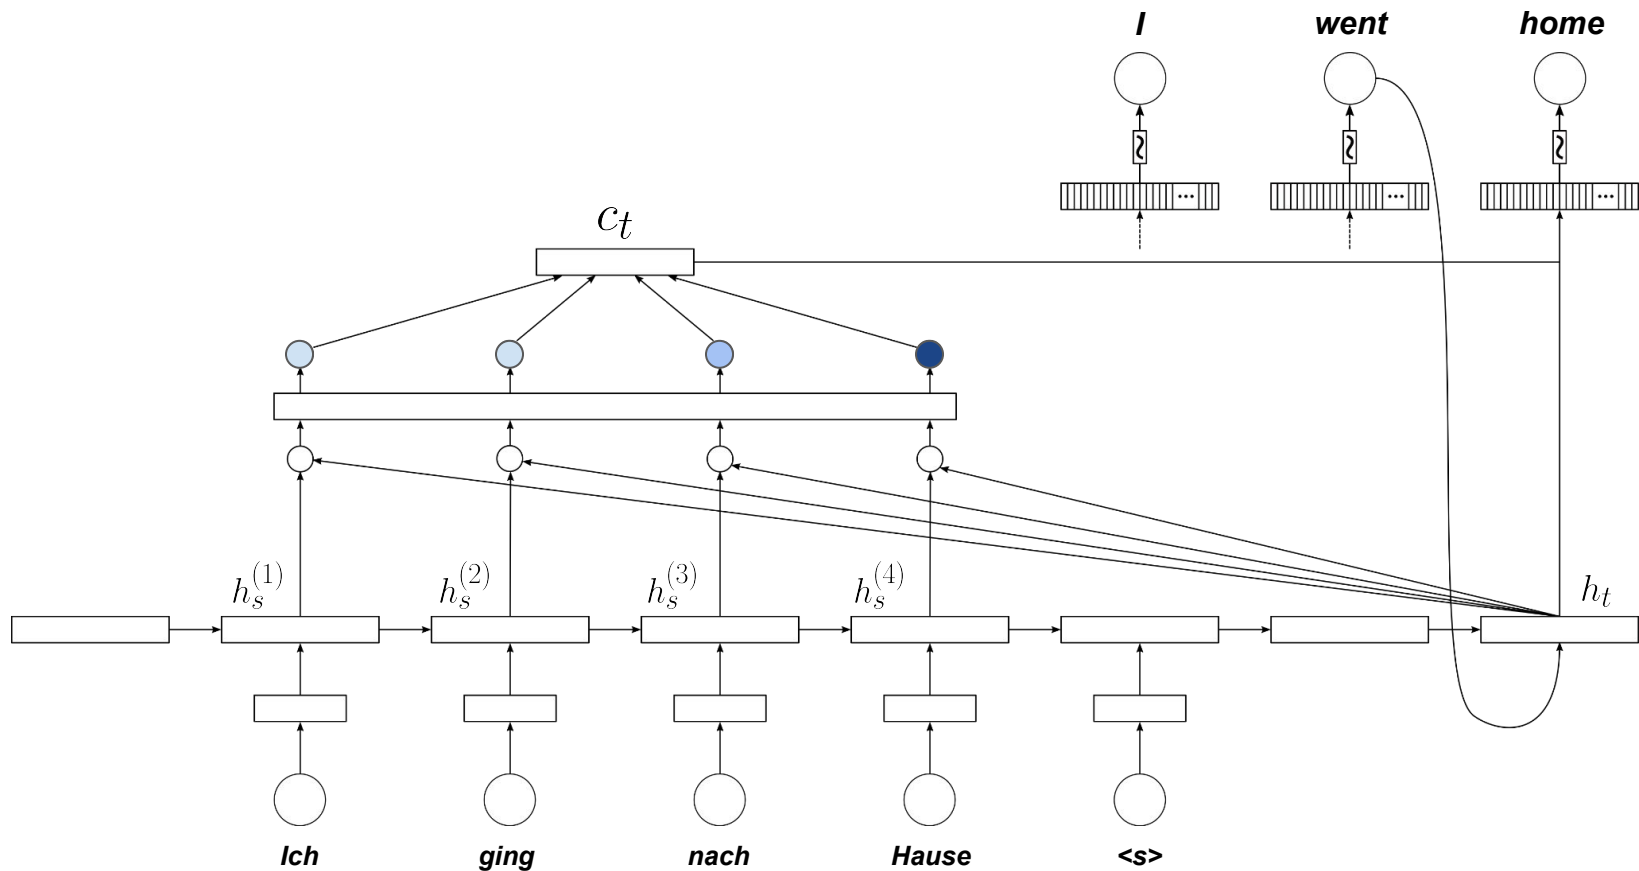 I went home
... ... ...
c_t
h_s^{(1)} h_s^{(2)} h_s^{(3)} h_s^{(4)} h_t
Ich ging nach Hause <s>